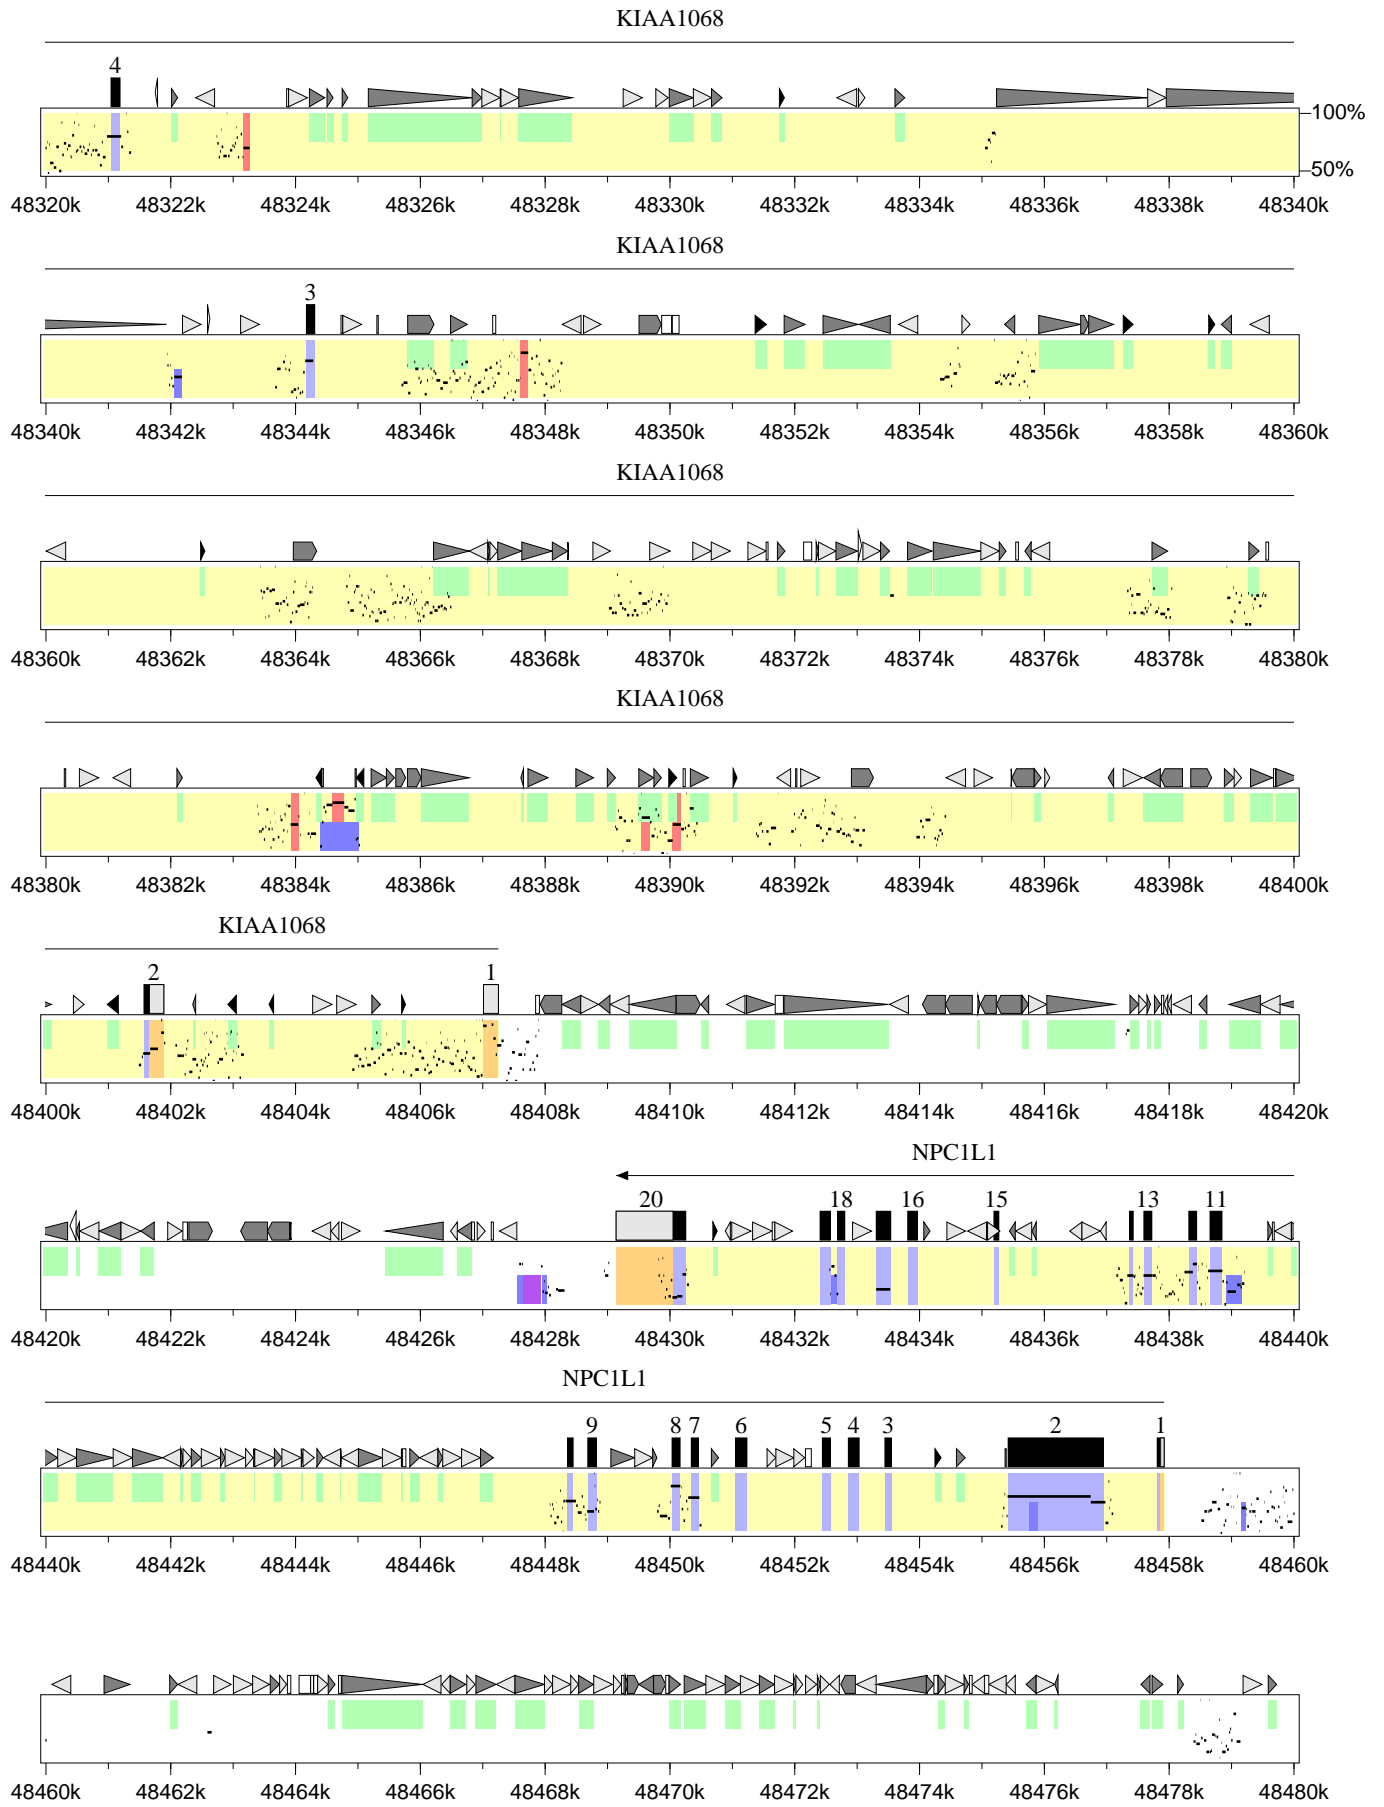 KIAA1068
4
100%
50%
48320k 48322k 48324k 48326k 48328k 48330k 48332k 48334k 48336k 48338k 48340k
KIAA1068
3
48340k 48342k 48344k 48346k 48348k 48350k 48352k 48354k 48356k 48358k 48360k
KIAA1068
48360k 48362k 48364k 48366k 48368k 48370k 48372k 48374k 48376k 48378k 48380k
KIAA1068
48380k 48382k 48384k 48386k 48388k 48390k 48392k 48394k 48396k 48398k 48400k
KIAA1068
2 1
48400k 48402k 48404k 48406k 48408k 48410k 48412k 48414k 48416k 48418k 48420k
NPC1L1
20 18 16 15 13 11
48420k 48422k 48424k 48426k 48428k 48430k 48432k 48434k 48436k 48438k 48440k
NPC1L1
9 8 7 6 5 4 3 2 1
48440k 48442k 48444k 48446k 48448k 48450k 48452k 48454k 48456k 48458k 48460k
48460k 48462k 48464k 48466k 48468k 48470k 48472k 48474k 48476k 48478k 48480k